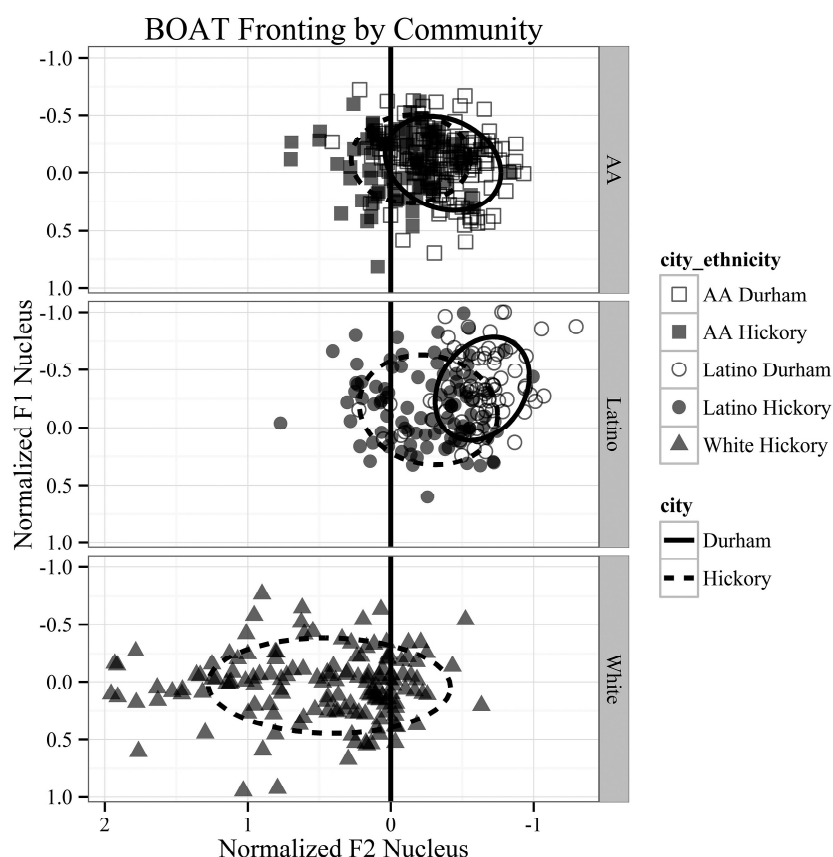 BOAT Fronting by Community
-1.0
-0.5
0.0
0.5
1.0
AA
-1.0
-0.5
0.0
0.5
1.0
Latino
-1.0
-0.5
0.0
0.5
1.0
White
Normalized F1 Nucleus
2
1
0
-1
Normalized F2 Nucleus
city_ethnicity
AA Durham
AA Hickory
Latino Durham
Latino Hickory
White Hickory
city
Durham
Hickory